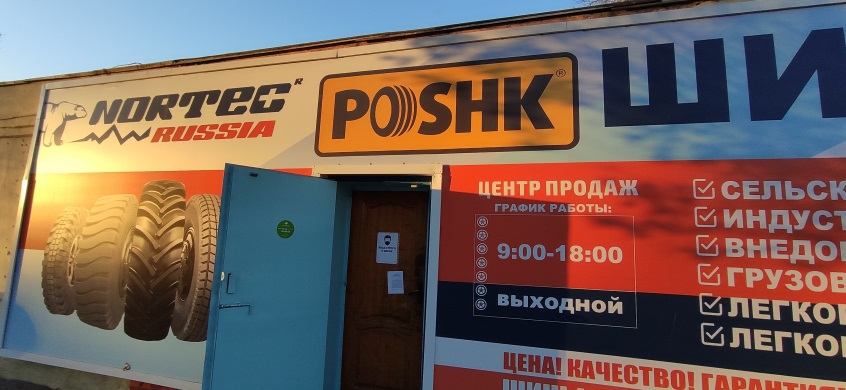 NORTEC®
RUSSIA
POSHK®
ШИ
ЦЕНТР ПРОДАЖ
ГРАФИК РАБОТЫ:
9:00-18:00
ВЫХОДНОЙ
СЕЛЬСК
ИНДУСТ
ВНЕДО
ГРУЗОВ
ЛЕГКО
ЛЕГКО
ЦЕНА! КАЧЕСТВО! ГАРАНТ